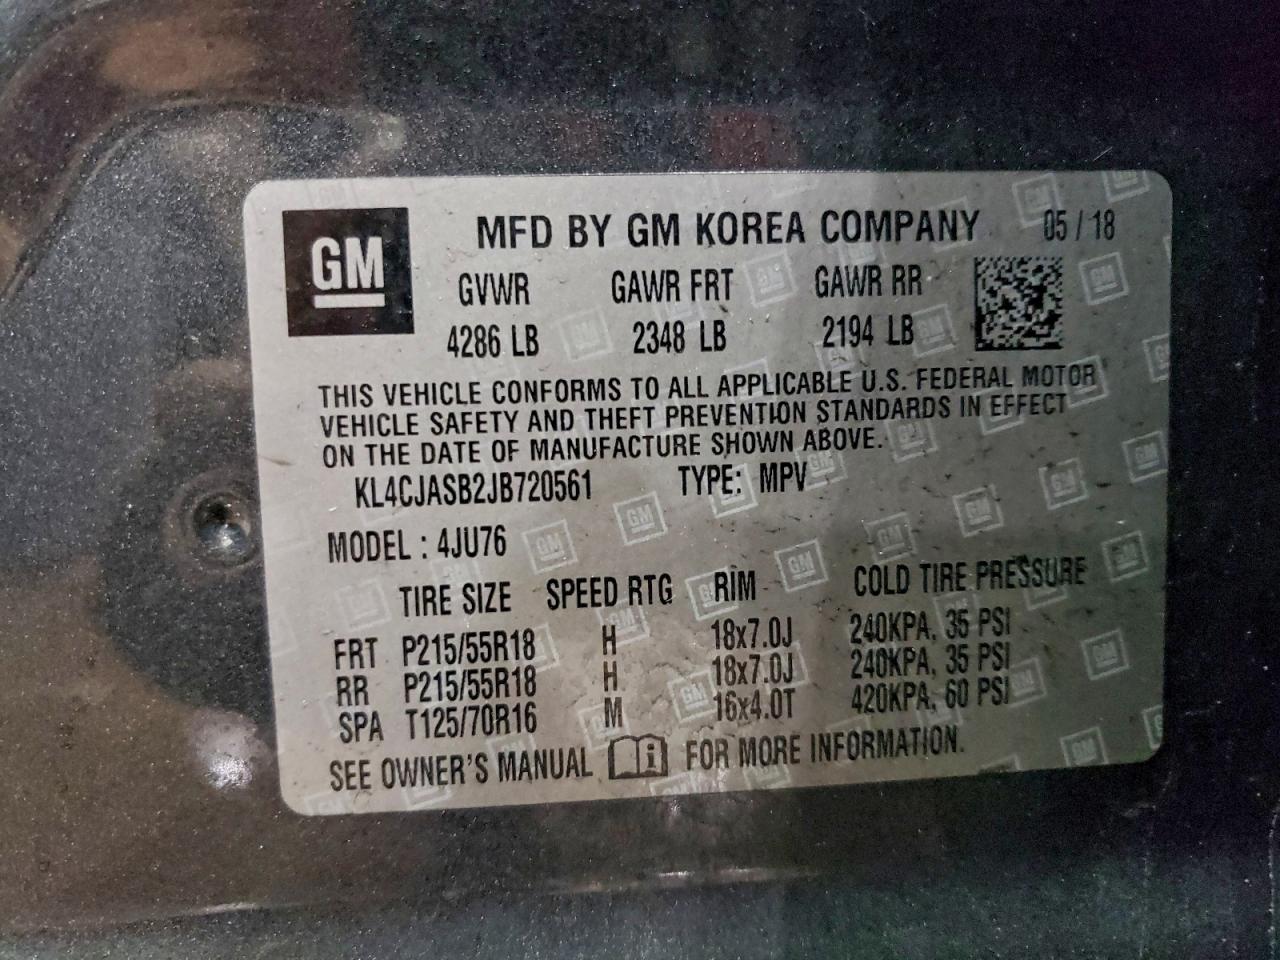 GM
MFD BY GM KOREA COMPANY 05/18
GVWR GAWR FRT GAWR RR
4286 LB 2348 LB 2194 LB
THIS VEHICLE CONFORMS TO ALL APPLICABLE U.S. FEDERAL MOTOR
VEHICLE SAFETY AND THEFT PREVENTION STANDARDS IN EFFECT
ON THE DATE OF MANUFACTURE SHOWN ABOVE.
KL4CJASB2JB720561 TYPE: MPV
MODEL : 4JU76
TIRE SIZE SPEED RTG RIM COLD TIRE PRESSURE
FRT P215/55R18 H 18x7.0J 240KPA, 35 PSI
RR P215/55R18 H 18x7.0J 240KPA, 35 PSI
SPA T125/70R16 M 16x4.0T 420KPA, 60 PSI
SEE OWNER'S MANUAL i FOR MORE INFORMATION.